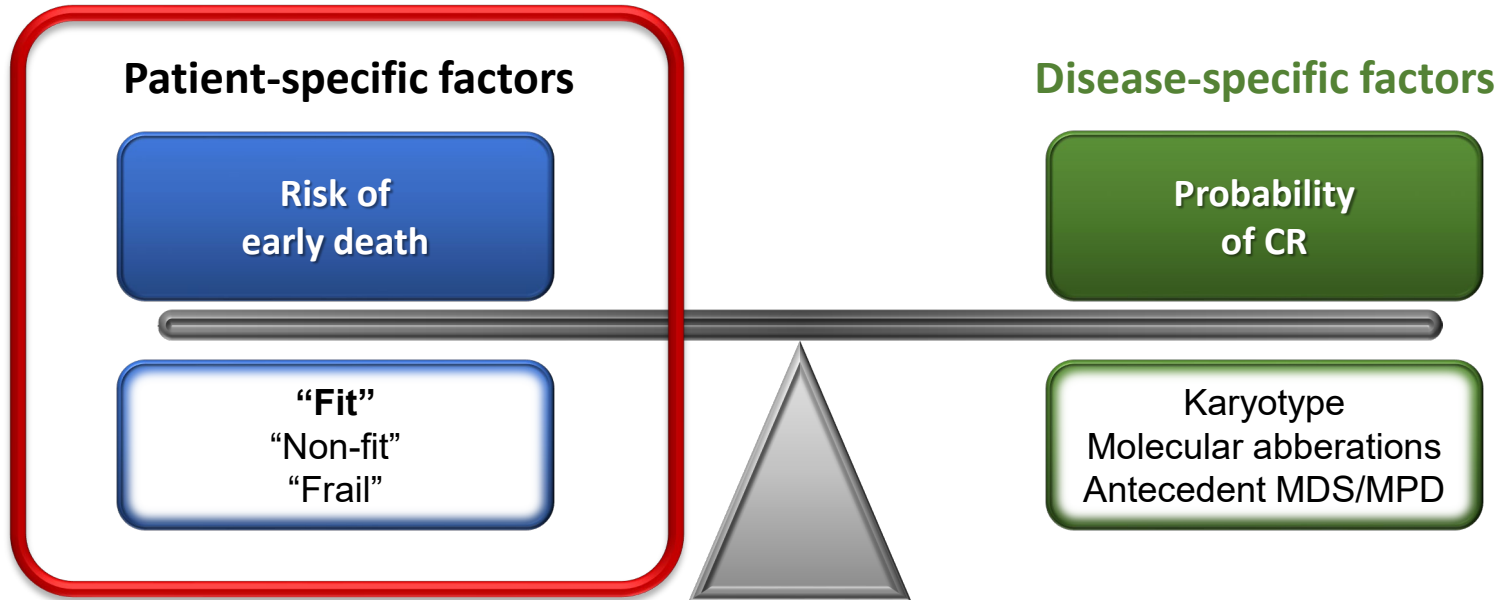 Patient-specific factors
Risk of
early death
“Fit”
“Non-fit”
“Frail”
Disease-specific factors
Probability
of CR
Karyotype
Molecular abberations
Antecedent MDS/MPD